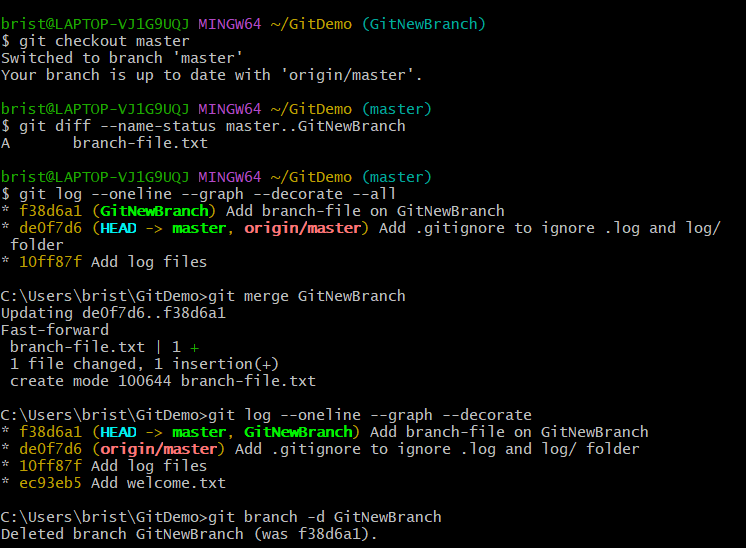 brist@LAPTOP-VJ1G9UQJ MINGW64 ~/GitDemo (GitNewBranch)
$ git checkout master
Switched to branch 'master'
Your branch is up to date with 'origin/master'.
brist@LAPTOP-VJ1G9UQJ MINGW64 ~/GitDemo (master)
$ git diff --name-status master..GitNewBranch
A       branch-file.txt
brist@LAPTOP-VJ1G9UQJ MINGW64 ~/GitDemo (master)
$ git log --oneline --graph --decorate --all
* f38d6a1 (GitNewBranch) Add branch-file on GitNewBranch
* de0f7d6 (HEAD -> master, origin/master) Add .gitignore to ignore .log and log/
 folder
* 10ff87f Add log files
C:\Users\brist\GitDemo>git merge GitNewBranch
Updating de0f7d6..f38d6a1
Fast-forward
 branch-file.txt | 1 +
 1 file changed, 1 insertion(+)
 create mode 100644 branch-file.txt
C:\Users\brist\GitDemo>git log --oneline --graph --decorate
* f38d6a1 (HEAD -> master, GitNewBranch) Add branch-file on GitNewBranch
* de0f7d6 (origin/master) Add .gitignore to ignore .log and log/ folder
* 10ff87f Add log files
* ec93eb5 Add welcome.txt
C:\Users\brist\GitDemo>git branch -d GitNewBranch
Deleted branch GitNewBranch (was f38d6a1).